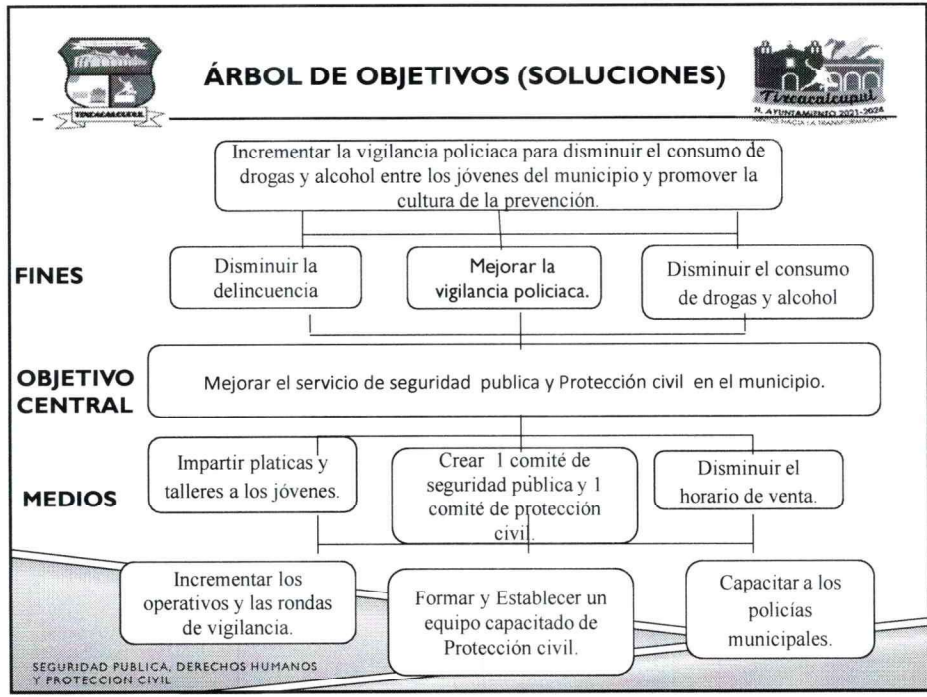 ÁRBOL DE OBJETIVOS (SOLUCIONES)
TIXCACALCUPUL
Tixcacalcupul
H. AYUNTAMIENTO 2021-2024
Incrementar la vigilancia policiaca para disminuir el consumo de
drogas y alcohol entre los jóvenes del municipio y promover la
cultura de la prevención.
FINES
Disminuir la
delincuencia
Mejorar la
vigilancia policiaca.
Disminuir el consumo
de drogas y alcohol
OBJETIVO
CENTRAL
Mejorar el servicio de seguridad publica y Protección civil en el municipio.
MEDIOS
Impartir platicas y
talleres a los jóvenes.
Crear 1 comité de
seguridad publica y 1
comité de protección
civil.
Disminuir el
horario de venta.
Incrementar los
operativos y las rondas
de vigilancia.
Formar y Establecer un
equipo capacitado de
Protección civil.
Capacitar a los
policías
municipales.
SEGURIDAD PUBLICA, DERECHOS HUMANOS
Y PROTECCION CIVIL